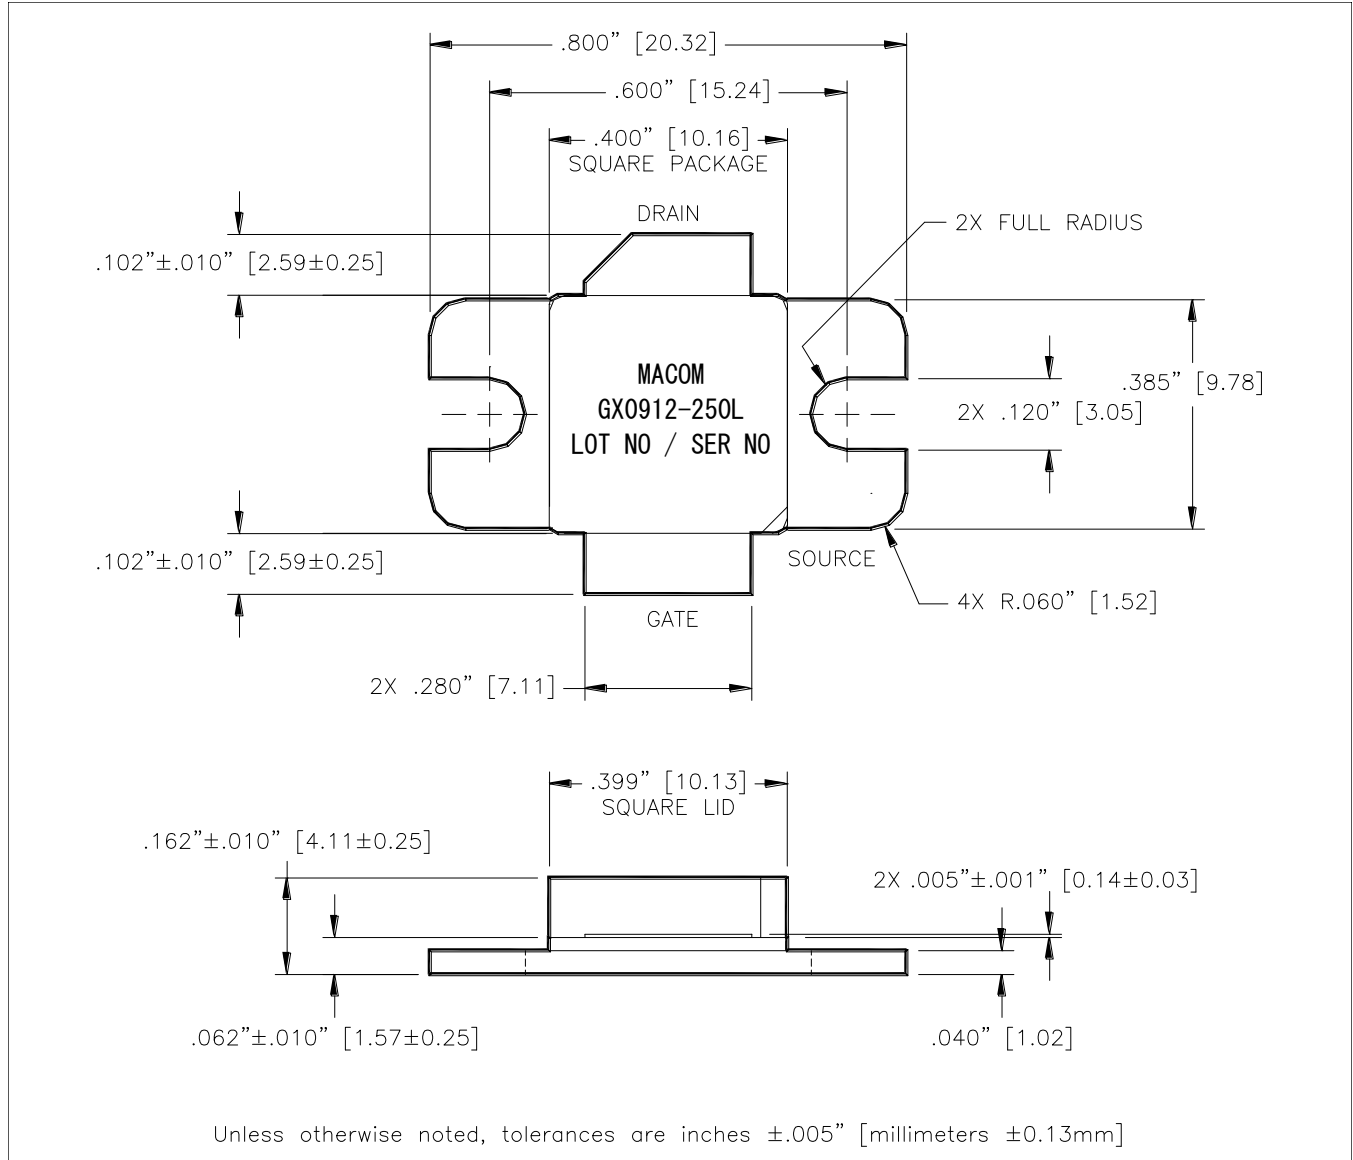 .800” [20.32]
.600” [15.24]
.400” [10.16]
SQUARE PACKAGE
DRAIN
2X FULL RADIUS
.102”±.010” [2.59±0.25]
MACOM
GX0912-250L
LOT NO / SER NO
.385” [9.78]
2X .120” [3.05]
.102”±.010” [2.59±0.25]
SOURCE
4X R.060” [1.52]
GATE
2X .280” [7.11]
.399” [10.13]
SQUARE LID
.162”±.010” [4.11±0.25]
2X .005”±.001” [0.14±0.03]
.062”±.010” [1.57±0.25]
.040” [1.02]
Unless otherwise noted, tolerances are inches ±.005” [millimeters ±0.13mm]